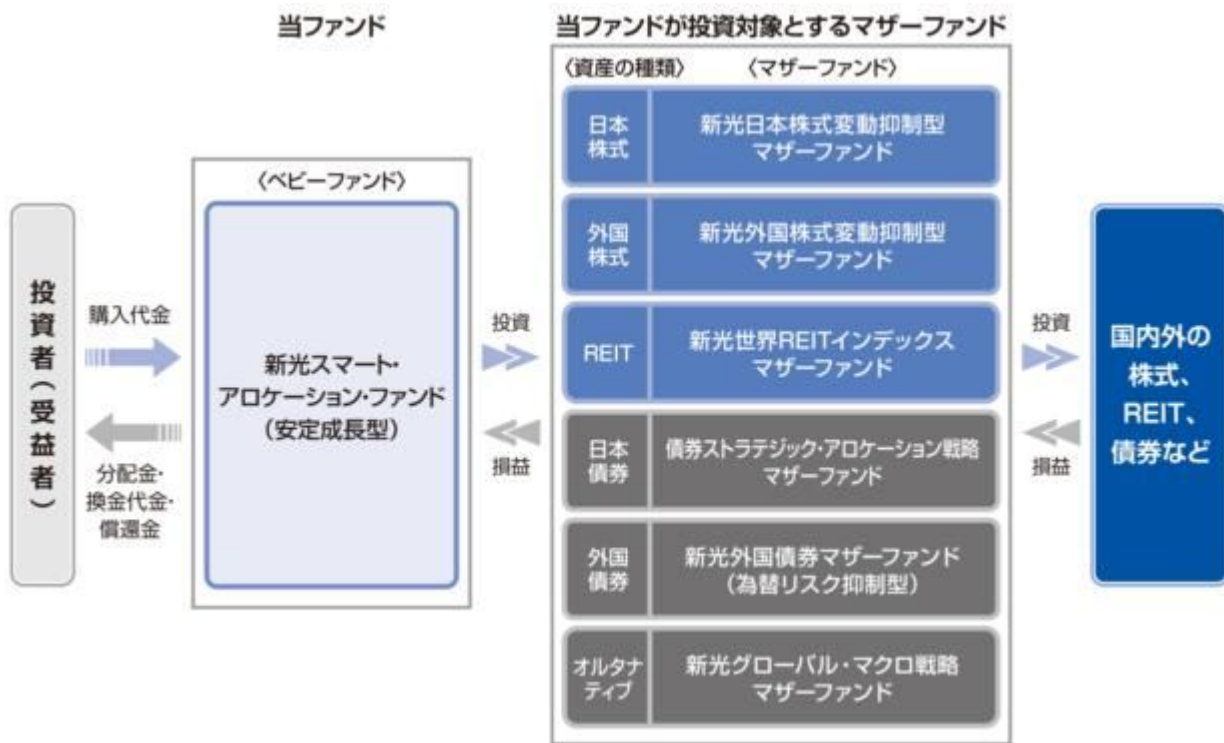 当ファンド
当ファンドが投資対象とするマザーファンド
投資者(受益者)
購入代金
分配金・
換金代金・
償還金
〈ベビーファンド〉
新光スマート・
アロケーション・ファンド
(安定成長型)
投資
損益
〈資産の種類〉
〈マザーファンド〉
日本
株式
新光日本株式変動抑制型
マザーファンド
外国
株式
新光外国株式変動抑制型
マザーファンド
REIT
新光世界REITインデックス
マザーファンド
日本
債券
債券ストラテジック・アロケーション戦略
マザーファンド
外国
債券
新光外国債券マザーファンド
(為替リスク抑制型)
オルタナ
ティブ
新光グローバル・マクロ戦略
マザーファンド
投資
損益
国内外の
株式、
REIT、
債券など